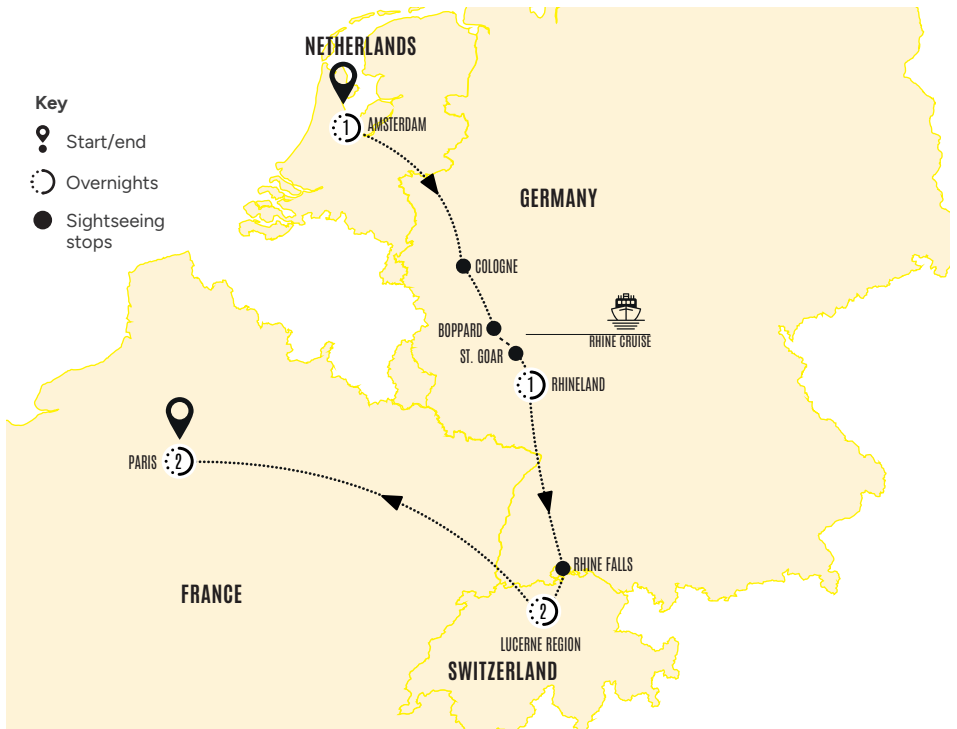 NETHERLANDS
Key
Start/end
Overnights
Sightseeing
stops
1
AMSTERDAM
GERMANY
COLOGNE
BOPPARD
RHINE CRUISE
ST. GOAR
1
RHINELAND
PARIS
2
RHINE FALLS
FRANCE
2
LUCERNE REGION
SWITZERLAND